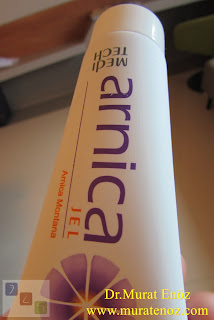 MEDI
TECH
arnica
JEL
Arnica Montana
Dr.Murat Enöz
www.muratenoz.com